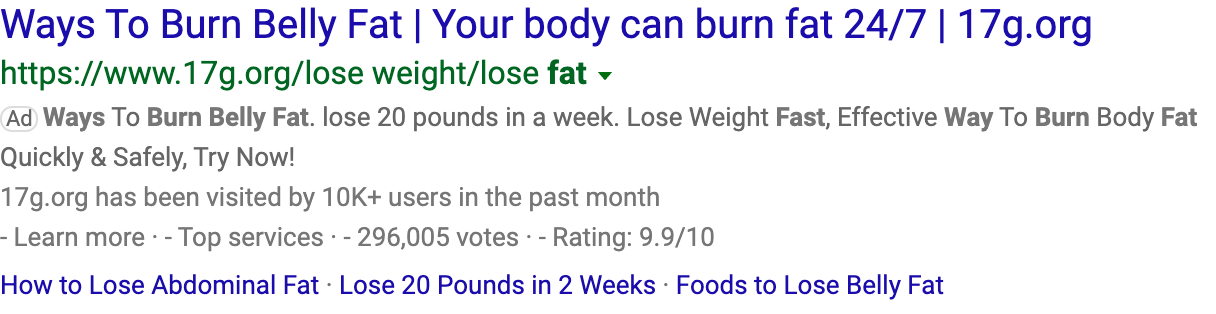 Ways To Burn Belly Fat | Your body can burn fat 24/7 | 17g.org
https://www.17g.org/lose weight/lose fat
Ad Ways To Burn Belly Fat. lose 20 pounds in a week. Lose Weight Fast, Effective Way To Burn Body Fat
Quickly & Safely, Try Now!
17g.org has been visited by 10K+ users in the past month
- Learn more · - Top services · - 296,005 votes · - Rating: 9.9/10
How to Lose Abdominal Fat · Lose 20 Pounds in 2 Weeks · Foods to Lose Belly Fat